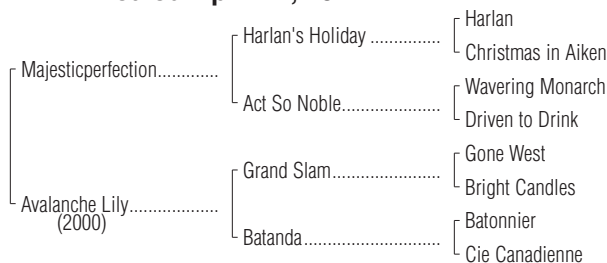 Harlan
Harlan's Holiday ................
Christmas in Aiken
Majesticperfection.............
Wavering Monarch
Act So Noble.....................
Driven to Drink
Gone West
Grand Slam.......................
Bright Candles
Avalanche Lily..................
(2000)
Batonnier
Batanda.............................
Cie Canadienne